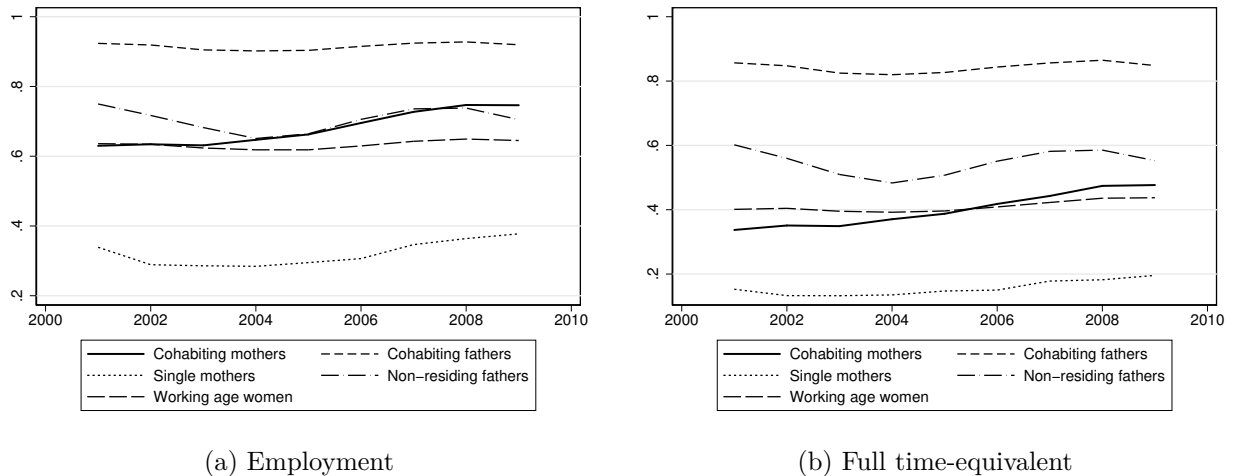 1
.8
.6
.4
.2
2000 2002 2004 2006 2008 2010
Cohabiting mothers Cohabiting fathers
Single mothers Non−residing fathers
Working age women
(a) Employment
1
.8
.6
.4
.2
2000 2002 2004 2006 2008 2010
Cohabiting mothers Cohabiting fathers
Single mothers Non−residing fathers
Working age women
(b) Full time-equivalent